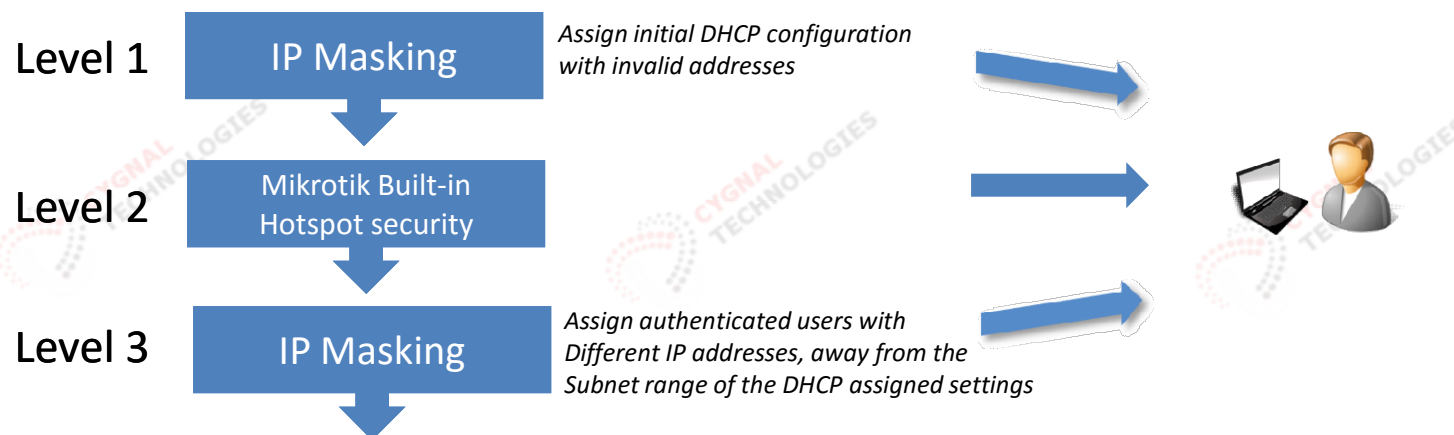 Level 1
IP Masking
Assign initial DHCP configuration
with invalid addresses
Level 2
Mikrotik Built-in
Hotspot security
Level 3
IP Masking
Assign authenticated users with
Different IP addresses, away from the
Subnet range of the DHCP assigned settings
CYGNAL
TECHNOLOGIES
CYGNAL
TECHNOLOGIES